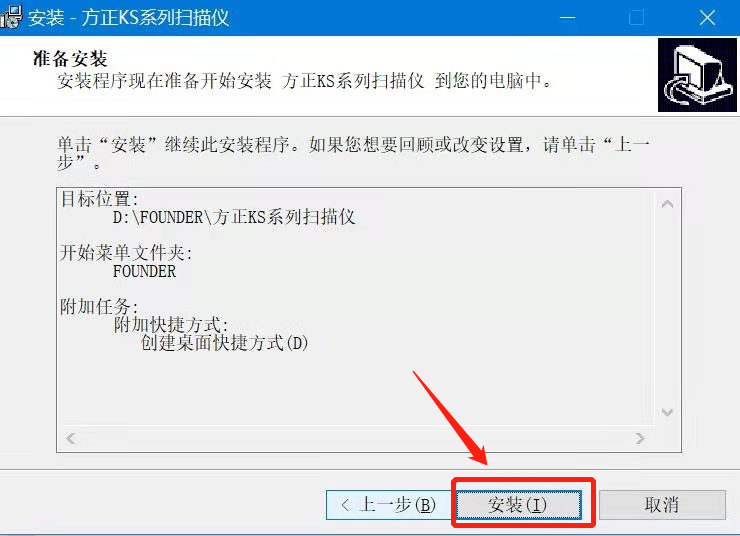 安装 - 方正KS系列扫描仪
准备安装
安装程序现在准备开始安装 方正KS系列扫描仪 到您的电脑中。
单击“安装”继续此安装程序。如果您想要回顾或改变设置，请单击“上一
步”。
目标位置:
D:\FOUNDER\方正KS系列扫描仪
开始菜单文件夹:
FOUNDER
附加任务:
附加快捷方式:
创建桌面快捷方式(D)
< 上一步(B) 安装(I) 取消